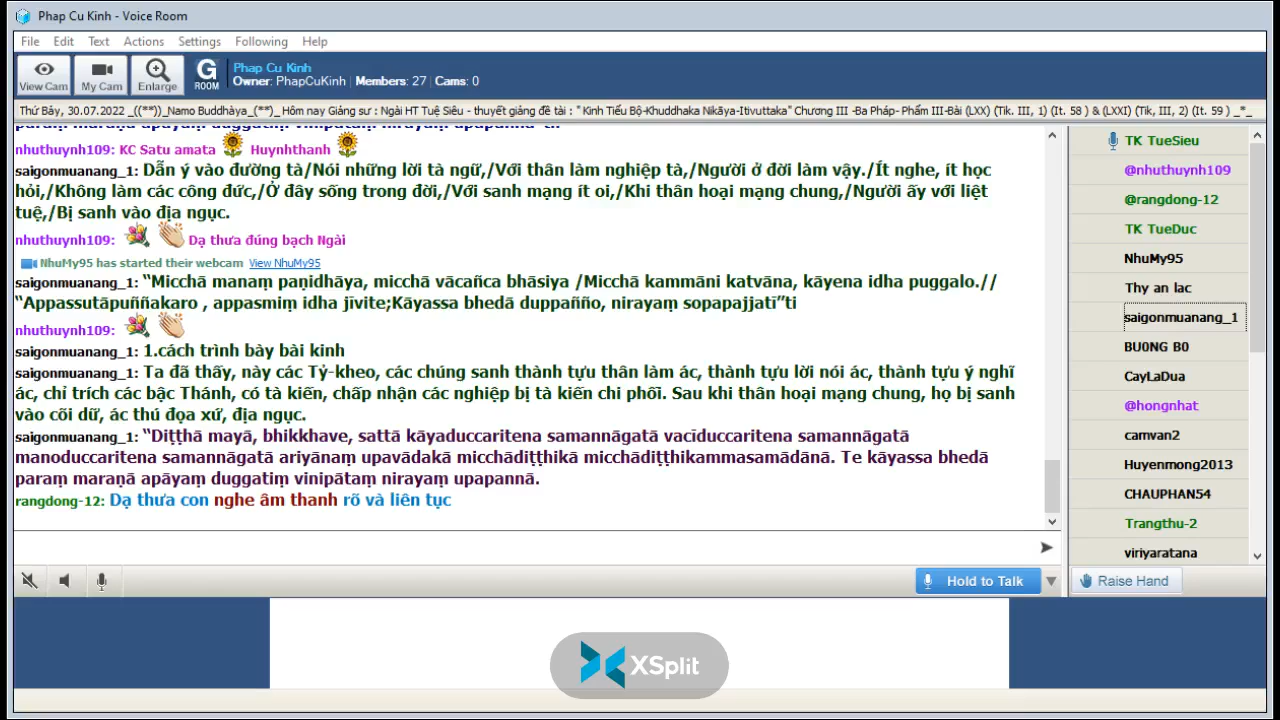 Phap Cu Kinh - Voice Room
File Edit Text Actions Settings Following Help
View Cam My Cam Enlarge G ROOM
Phap Cu Kinh
Owner: PhapCuKinh Members: 27 Cams: 0
Thứ Bảy, 30.07.2022 _((**))_Namo Buddhàya_(**)_ Hôm nay Giảng sư : Ngài HT Tuệ Siêu - thuyết giảng đề tài : " Kinh Tiểu Bộ-Khuddhaka Nikāya-Itivuttaka" Chương III -Ba Pháp- Phẩm III-Bài (LXX) (Tik. III, 1) (It. 58 ) & (LXXI) (Tik, III, 2) (It. 59 ) _*_
paraṃ maraṇā apāyaṃ duggatiṃ vinipātaṃ nirayaṃ upapannā
nhuthuynh109: KC Satu amata Huynhthanh
saigonmuanang_1: Dẫn ý vào đường tà/Nói những lời tà ngữ,/Với thân làm nghiệp tà,/Người ở đời làm vậy./Ít nghe, ít học
hỏi,/Không làm các công đức,/Ở đây sống trong đời,/Với sanh mạng ít oi,/Khi thân hoại mạng chung,/Người ấy với liệt
tuệ,/Bị sanh vào địa ngục.
nhuthuynh109: Dạ thưa đúng bạch Ngài
NhuMy95 has started their webcam View NhuMy95
saigonmuanang_1: “Micchā manaṃ paṇidhāya, micchā vācañca bhāsiya /Micchā kammāni katvāna, kāyena idha puggalo.//
“Appassutāpuññakaro , appasmiṃ idha jīvite;Kāyassa bhedā duppañño, nirayaṃ sopapajjatī”ti
nhuthuynh109:
saigonmuanang_1: 1.cách trình bày bài kinh
saigonmuanang_1: Ta đã thấy, này các Tỷ-kheo, các chúng sanh thành tựu thân làm ác, thành tựu lời nói ác, thành tựu ý nghĩ
ác, chỉ trích các bậc Thánh, có tà kiến, chấp nhận các nghiệp bị tà kiến chi phối. Sau khi thân hoại mạng chung, họ bị sanh
vào cõi dữ, ác thú đọa xứ, địa ngục.
saigonmuanang_1: “Diṭṭhā mayā, bhikkhave, sattā kāyaduccaritena samannāgatā vacīduccaritena samannāgatā
manoduccaritena samannāgatā ariyānaṃ upavādakā micchādiṭṭhikā micchādiṭṭhikammasamādānā. Te kāyassa bhedā
paraṃ maraṇā apāyaṃ duggatiṃ vinipātaṃ nirayaṃ upapannā.
rangdong-12: Dạ thưa con nghe âm thanh rõ và liên tục
TK TueSieu
@nhuthuynh109
@rangdong-12
TK TueDuc
NhuMy95
Thy an lac
saigonmuanang_1
BU0NG B0
CayLaDua
@hongnhat
camvan2
Huyenmong2013
CHAUPHAN54
Trangthu-2
viriyaratana
Hold to Talk
Raise Hand
XSplit